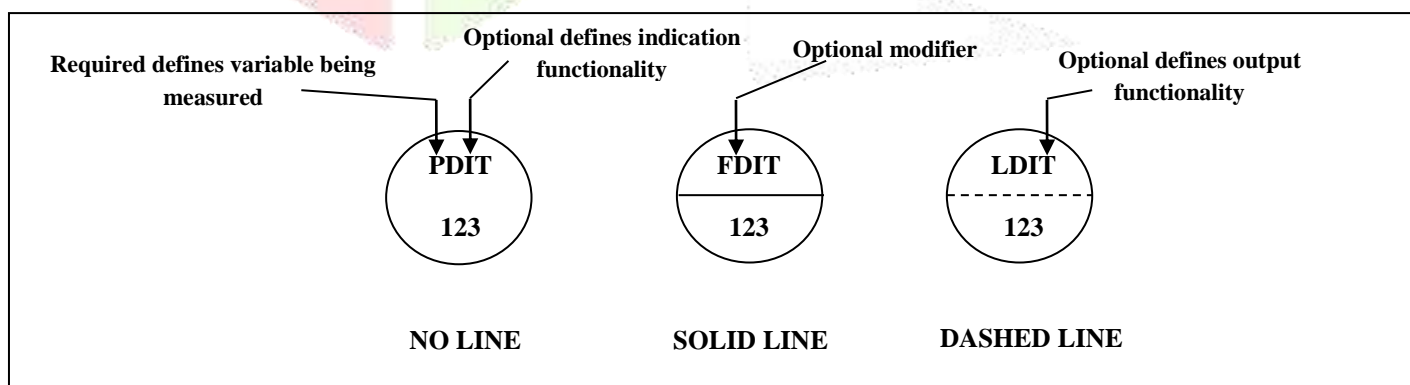 Required defines variable being
measured
Optional defines indication
functionality
Optional modifier
Optional defines output
functionality
PDIT
123
FDIT
123
LDIT
123
NO LINE
SOLID LINE
DASHED LINE